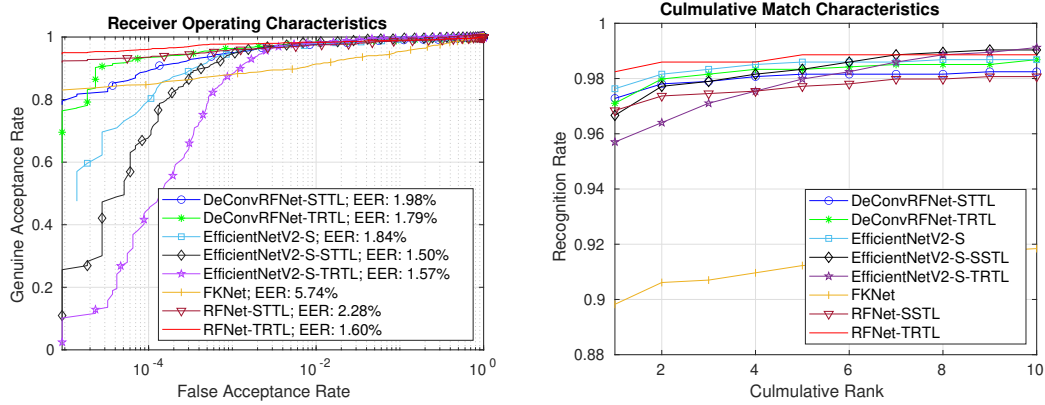 Receiver Operating Characteristics
1
0.8
0.6
0.4
0.2
0
Genuine Acceptance Rate
DeConvRFNet-STTL; EER: 1.98%
DeConvRFNet-TRTL; EER: 1.79%
EfficientNetV2-S; EER: 1.84%
EfficientNetV2-S-STTL; EER: 1.50%
EfficientNetV2-S-TRTL; EER: 1.57%
FKNet; EER: 5.74%
RFNet-STTL; EER: 2.28%
RFNet-TRTL; EER: 1.60%
10^-4
10^-2
10^0
False Acceptance Rate
Culmulative Match Characteristics
1
0.98
0.96
0.94
0.92
0.9
0.88
Recognition Rate
DeConvRFNet-STTL
DeConvRFNet-TRTL
EfficientNetV2-S
EfficientNetV2-S-SSTL
EfficientNetV2-S-TRTL
FKNet
RFNet-SSTL
RFNet-TRTL
2 4 6 8 10
Culmulative Rank